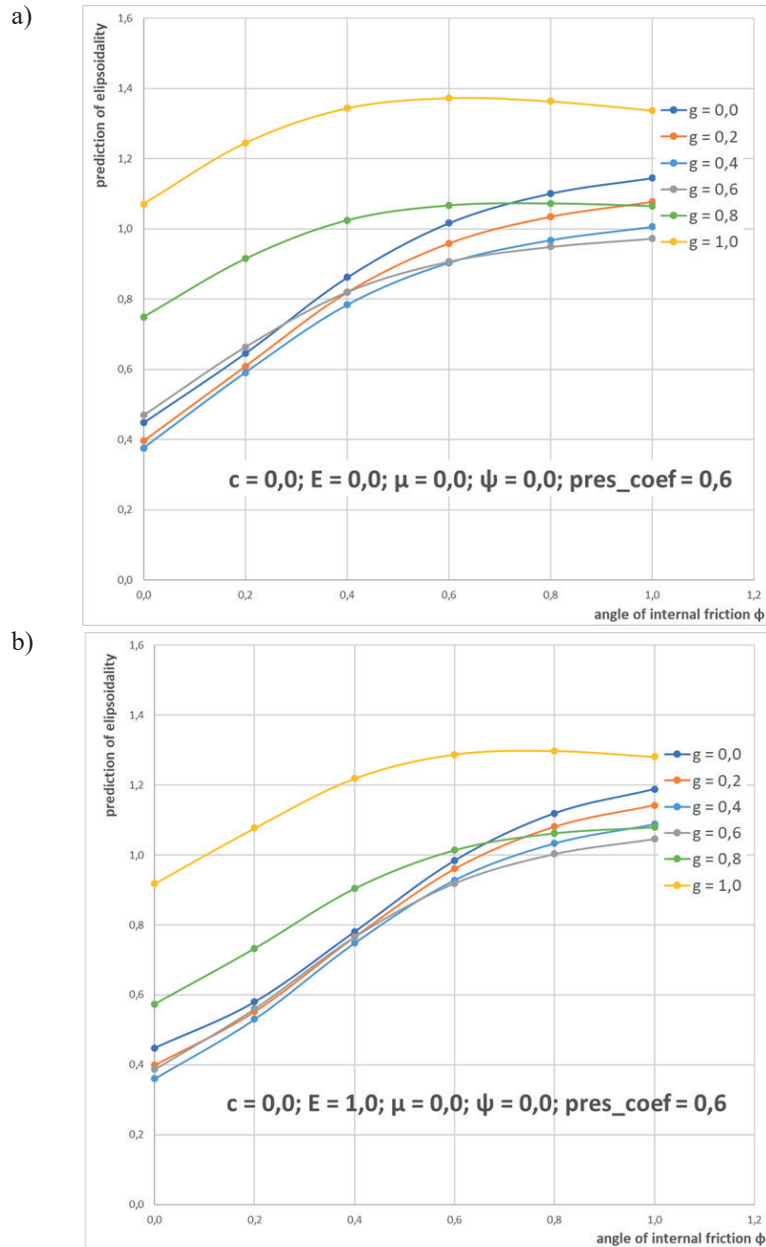 a)
prediction of elipsoidality
1,6
1,4
1,2
1,0
0,8
0,6
0,4
0,2
0,0
g = 0,0
g = 0,2
g = 0,4
g = 0,6
g = 0,8
g = 1,0
c = 0,0; E = 0,0; μ = 0,0; ψ = 0,0; pres_coef = 0,6
0,0 0,2 0,4 0,6 0,8 1,0 1,2
angle of internal friction ϕ
b)
prediction of elipsoidality
1,6
1,4
1,2
1,0
0,8
0,6
0,4
0,2
0,0
g = 0,0
g = 0,2
g = 0,4
g = 0,6
g = 0,8
g = 1,0
c = 0,0; E = 1,0; μ = 0,0; ψ = 0,0; pres_coef = 0,6
0,0 0,2 0,4 0,6 0,8 1,0 1,2
angle of internal friction ϕ